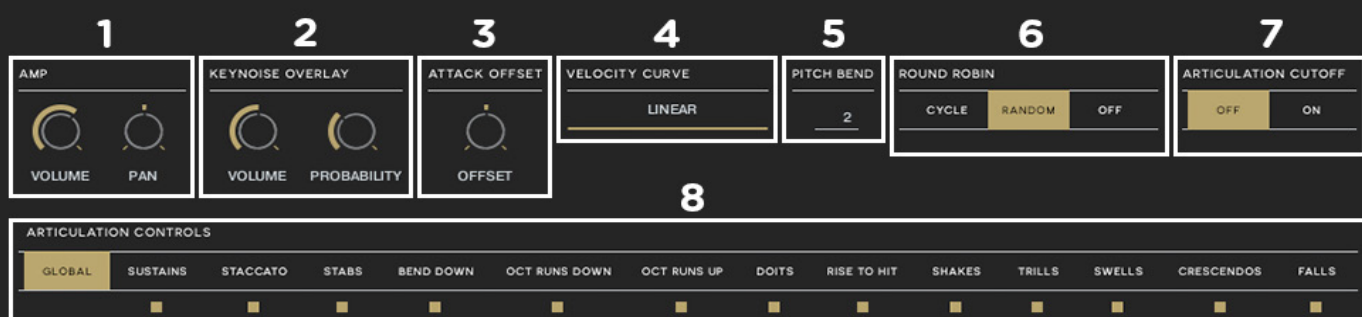 1 2 3 4 5 6 7
AMP KEYNOISE OVERLAY ATTACK OFFSET VELOCITY CURVE PITCH BEND ROUND ROBIN ARTICULATION CUTOFF
LINEAR 2 CYCLE RANDOM OFF OFF ON
VOLUME PAN VOLUME PROBABILITY OFFSET
8
ARTICULATION CONTROLS
GLOBAL SUSTAINS STACCATO STABS BEND DOWN OCT RUNS DOWN OCT RUNS UP DOITS RISE TO HIT SHAKES TRILLS SWELLS CRESCENDOS FALLS